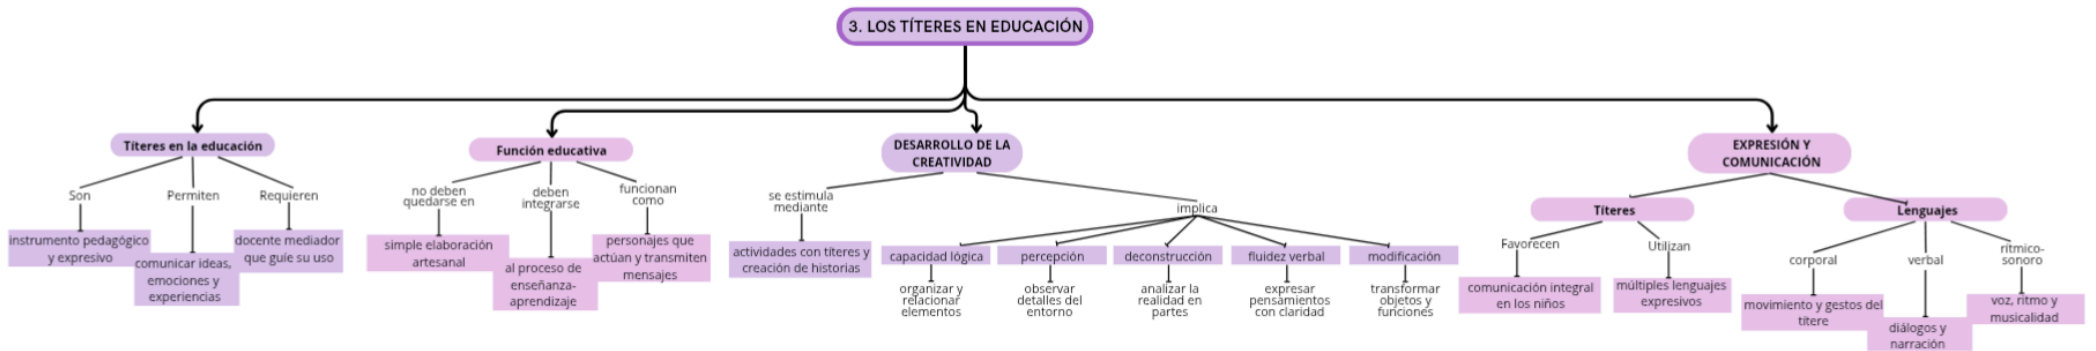 3. LOS TÍTERES EN EDUCACIÓN
Títeres en la educación
Son
instrumento pedagógico
y expresivo
Permiten
comunicar ideas,
emociones y
experiencias
Requieren
docente mediador
que guíe su uso
Función educativa
no deben
quedarse en
simple elaboración
artesanal
deben
integrarse
al proceso de
enseñanza-
aprendizaje
funcionan
como
personajes que
actúan y transmiten
mensajes
DESARROLLO DE LA
CREATIVIDAD
se estimula
mediante
actividades con títeres y
creación de historias
implica
capacidad lógica
organizar y
relacionar
elementos
percepción
observar
detalles del
entorno
deconstrucción
analizar la
realidad en
partes
fluidez verbal
expresar
pensamientos
con claridad
modificación
transformar
objetos y
funciones
EXPRESIÓN Y
COMUNICACIÓN
Títeres
Favorecen
comunicación integral
en los niños
Utilizan
múltiples lenguajes
expresivos
Lenguajes
corporal
movimiento y gestos del
títere
verbal
diálogos y
narración
rítmico-
sonoro
voz, ritmo y
musicalidad